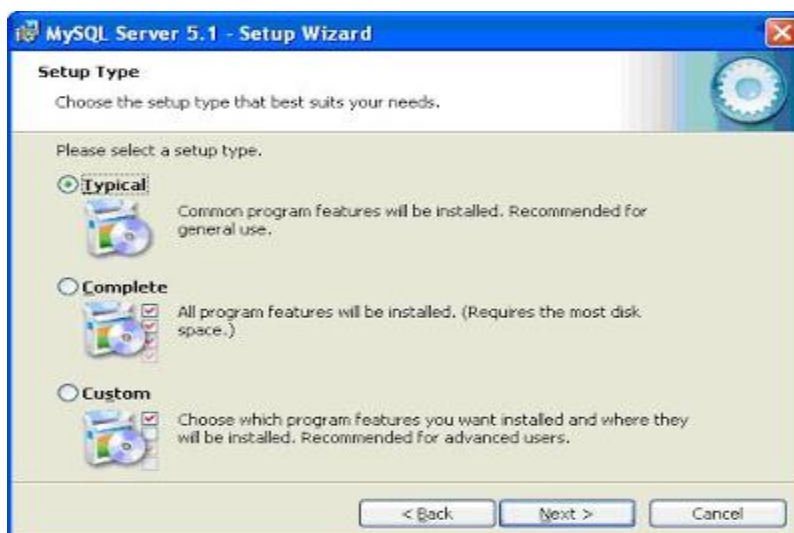 MySQL Server 5.1 - Setup Wizard
Setup Type
Choose the setup type that best suits your needs.
Please select a setup type.
Typical
Common program features will be installed. Recommended for
general use.
Complete
All program features will be installed. (Requires the most disk
space.)
Custom
Choose which program features you want installed and where they
will be installed. Recommended for advanced users.
< Back
Next >
Cancel